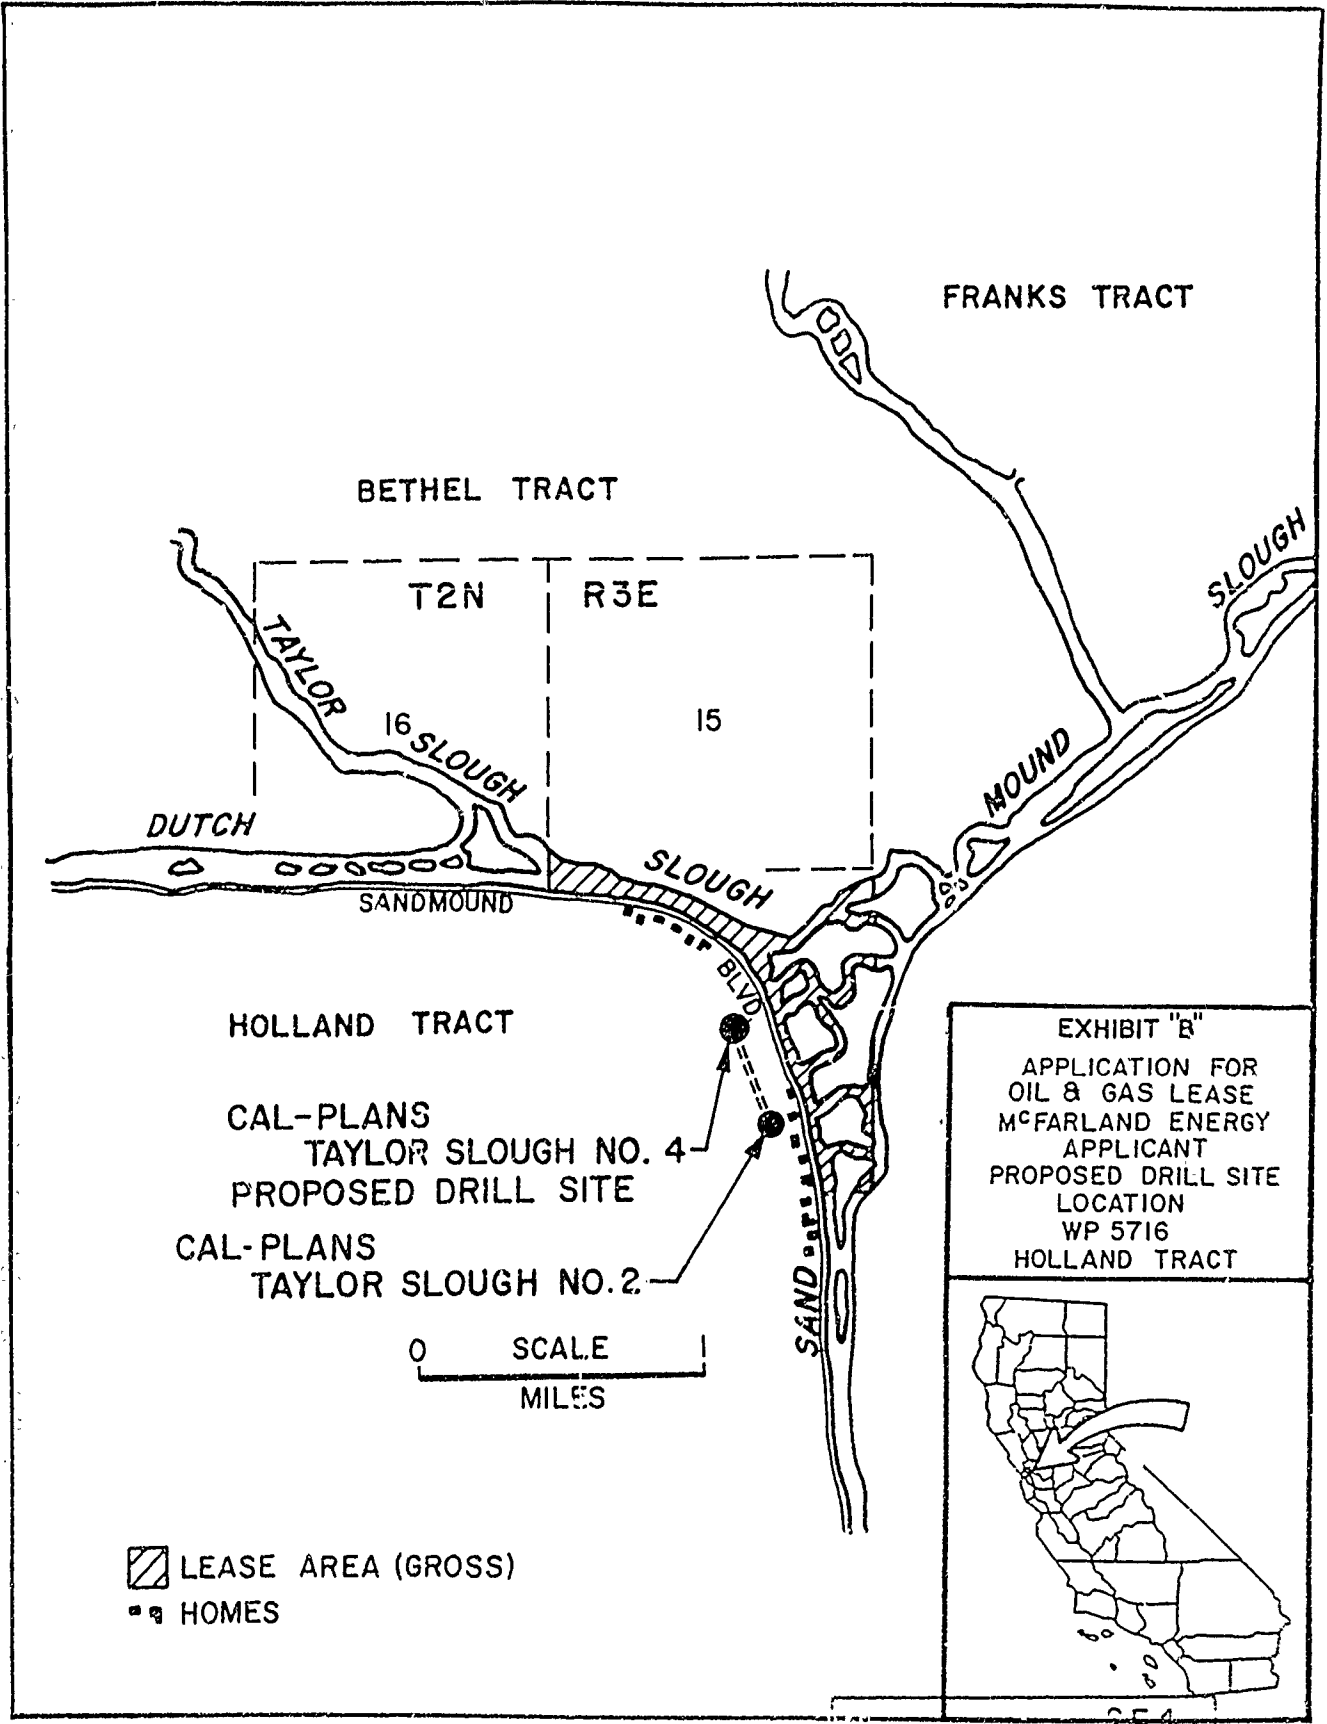 FRANKS TRACT
BETHEL TRACT
T2N R3E
SLOUGH
TAYLOR
16
SLOUGH
15
MOUND
DUTCH
SLOUGH
SANDMOUND
BLVD.
HOLLAND TRACT
CAL-PLANS
TAYLOR SLOUGH NO. 4
PROPOSED DRILL SITE
CAL-PLANS
TAYLOR SLOUGH NO. 2
SAND
0 SCALE 1
MILES
LEASE AREA (GROSS)
HOMES
EXHIBIT "B"
APPLICATION FOR
OIL & GAS LEASE
McFARLAND ENERGY
APPLICANT
PROPOSED DRILL SITE
LOCATION
WP 5716
HOLLAND TRACT